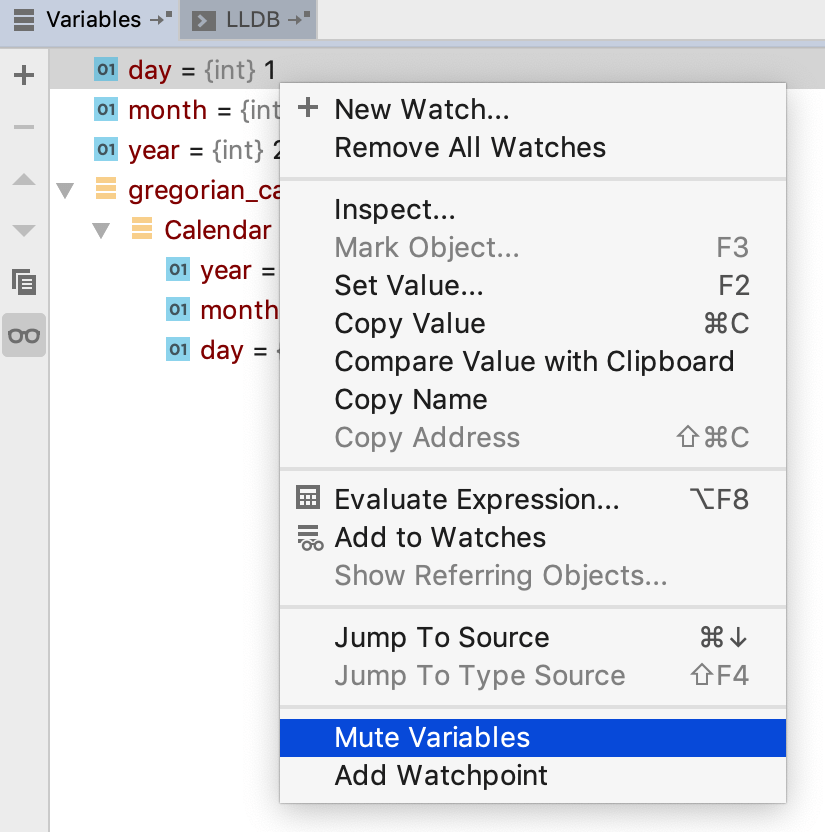 Variables
LLDB
01 day = {int} 1
01 month = {int
01 year = {int} 2
gregorian_ca
Calendar
01 year =
01 month
01 day = {
New Watch...
Remove All Watches
Inspect...
Mark Object... F3
Set Value... F2
Copy Value ⌘C
Compare Value with Clipboard
Copy Name
Copy Address ⇧⌘C
Evaluate Expression... ⌥F8
Add to Watches
Show Referring Objects...
Jump To Source ⌘↓
Jump To Type Source ⇧F4
Mute Variables
Add Watchpoint